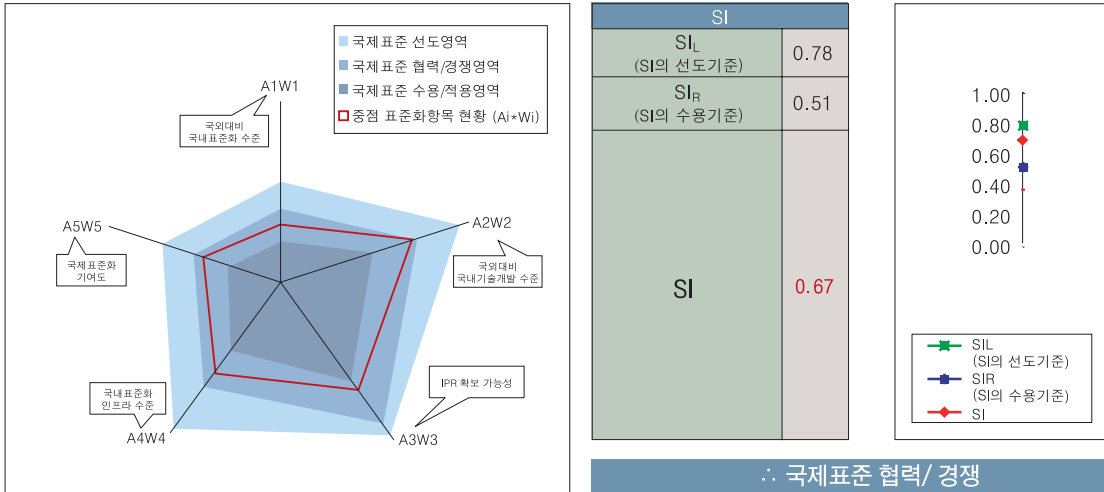 국제표준 선도영역
국제표준 협력/경쟁영역
국제표준 수용/적용영역
중점 표준화항목 현황 (Ai*Wi)
A1W1
국외대비
국내표준화 수준
A2W2
국외대비
국내기술개발 수준
A5W5
국제표준화
기여도
국내표준화
인프라 수준
A4W4
IPR 확보 가능성
A3W3
SI
SIL
(SI의 선도기준)
0.78
SIR
(SI의 수용기준)
0.51
SI
0.67
1.00
0.80
0.60
0.40
0.20
0.00
SIL
(SI의 선도기준)
SIR
(SI의 수용기준)
SI
∴ 국제표준 협력/ 경쟁